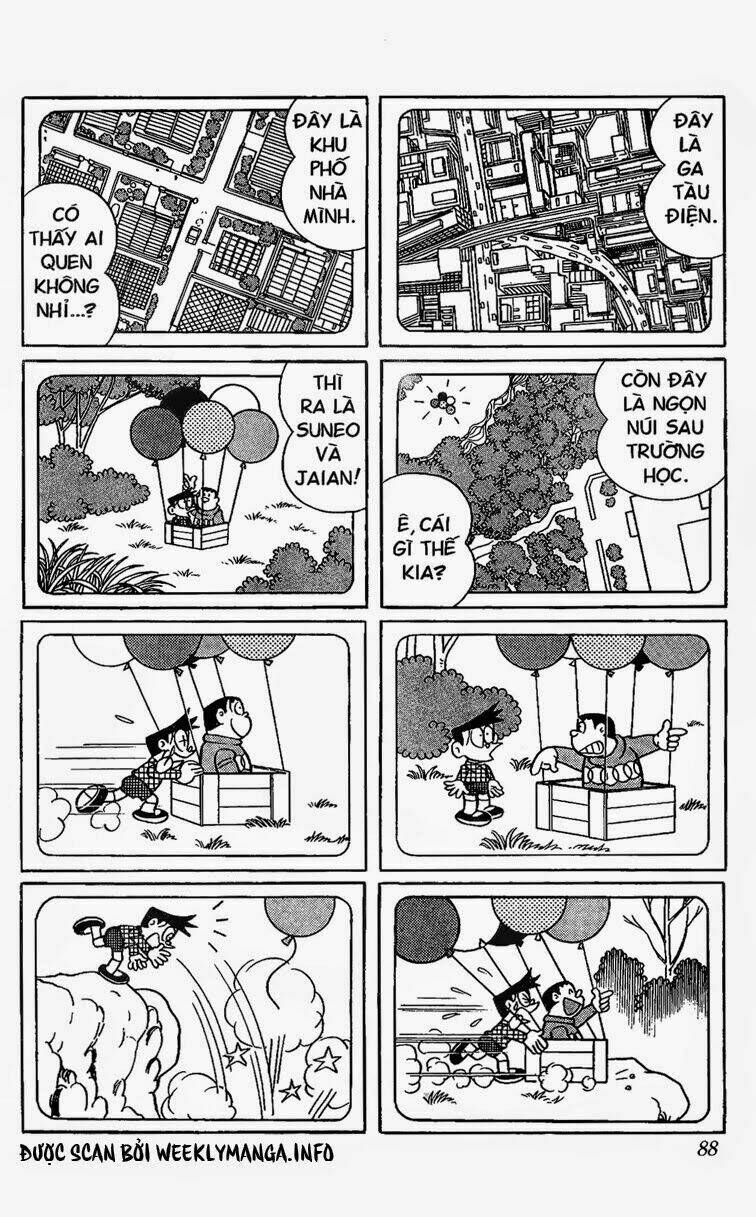 ĐÂY
LÀ
GA
TÀU
ĐIỆN.
ĐÂY LÀ
KHU
PHỐ
NHÀ
MÌNH.
CÓ
THẤY AI
QUEN
KHÔNG
NHỈ...?
CÒN ĐÂY
LÀ NGỌN
NÚI SAU
TRƯỜNG
HỌC.
Ê, CÁI
GÌ THẾ
KIA?
THÌ
RA LÀ
SUNEO
VÀ
JAIAN!
ĐƯỢC SCAN BỞI WEEKLYMANGA.INFO
88